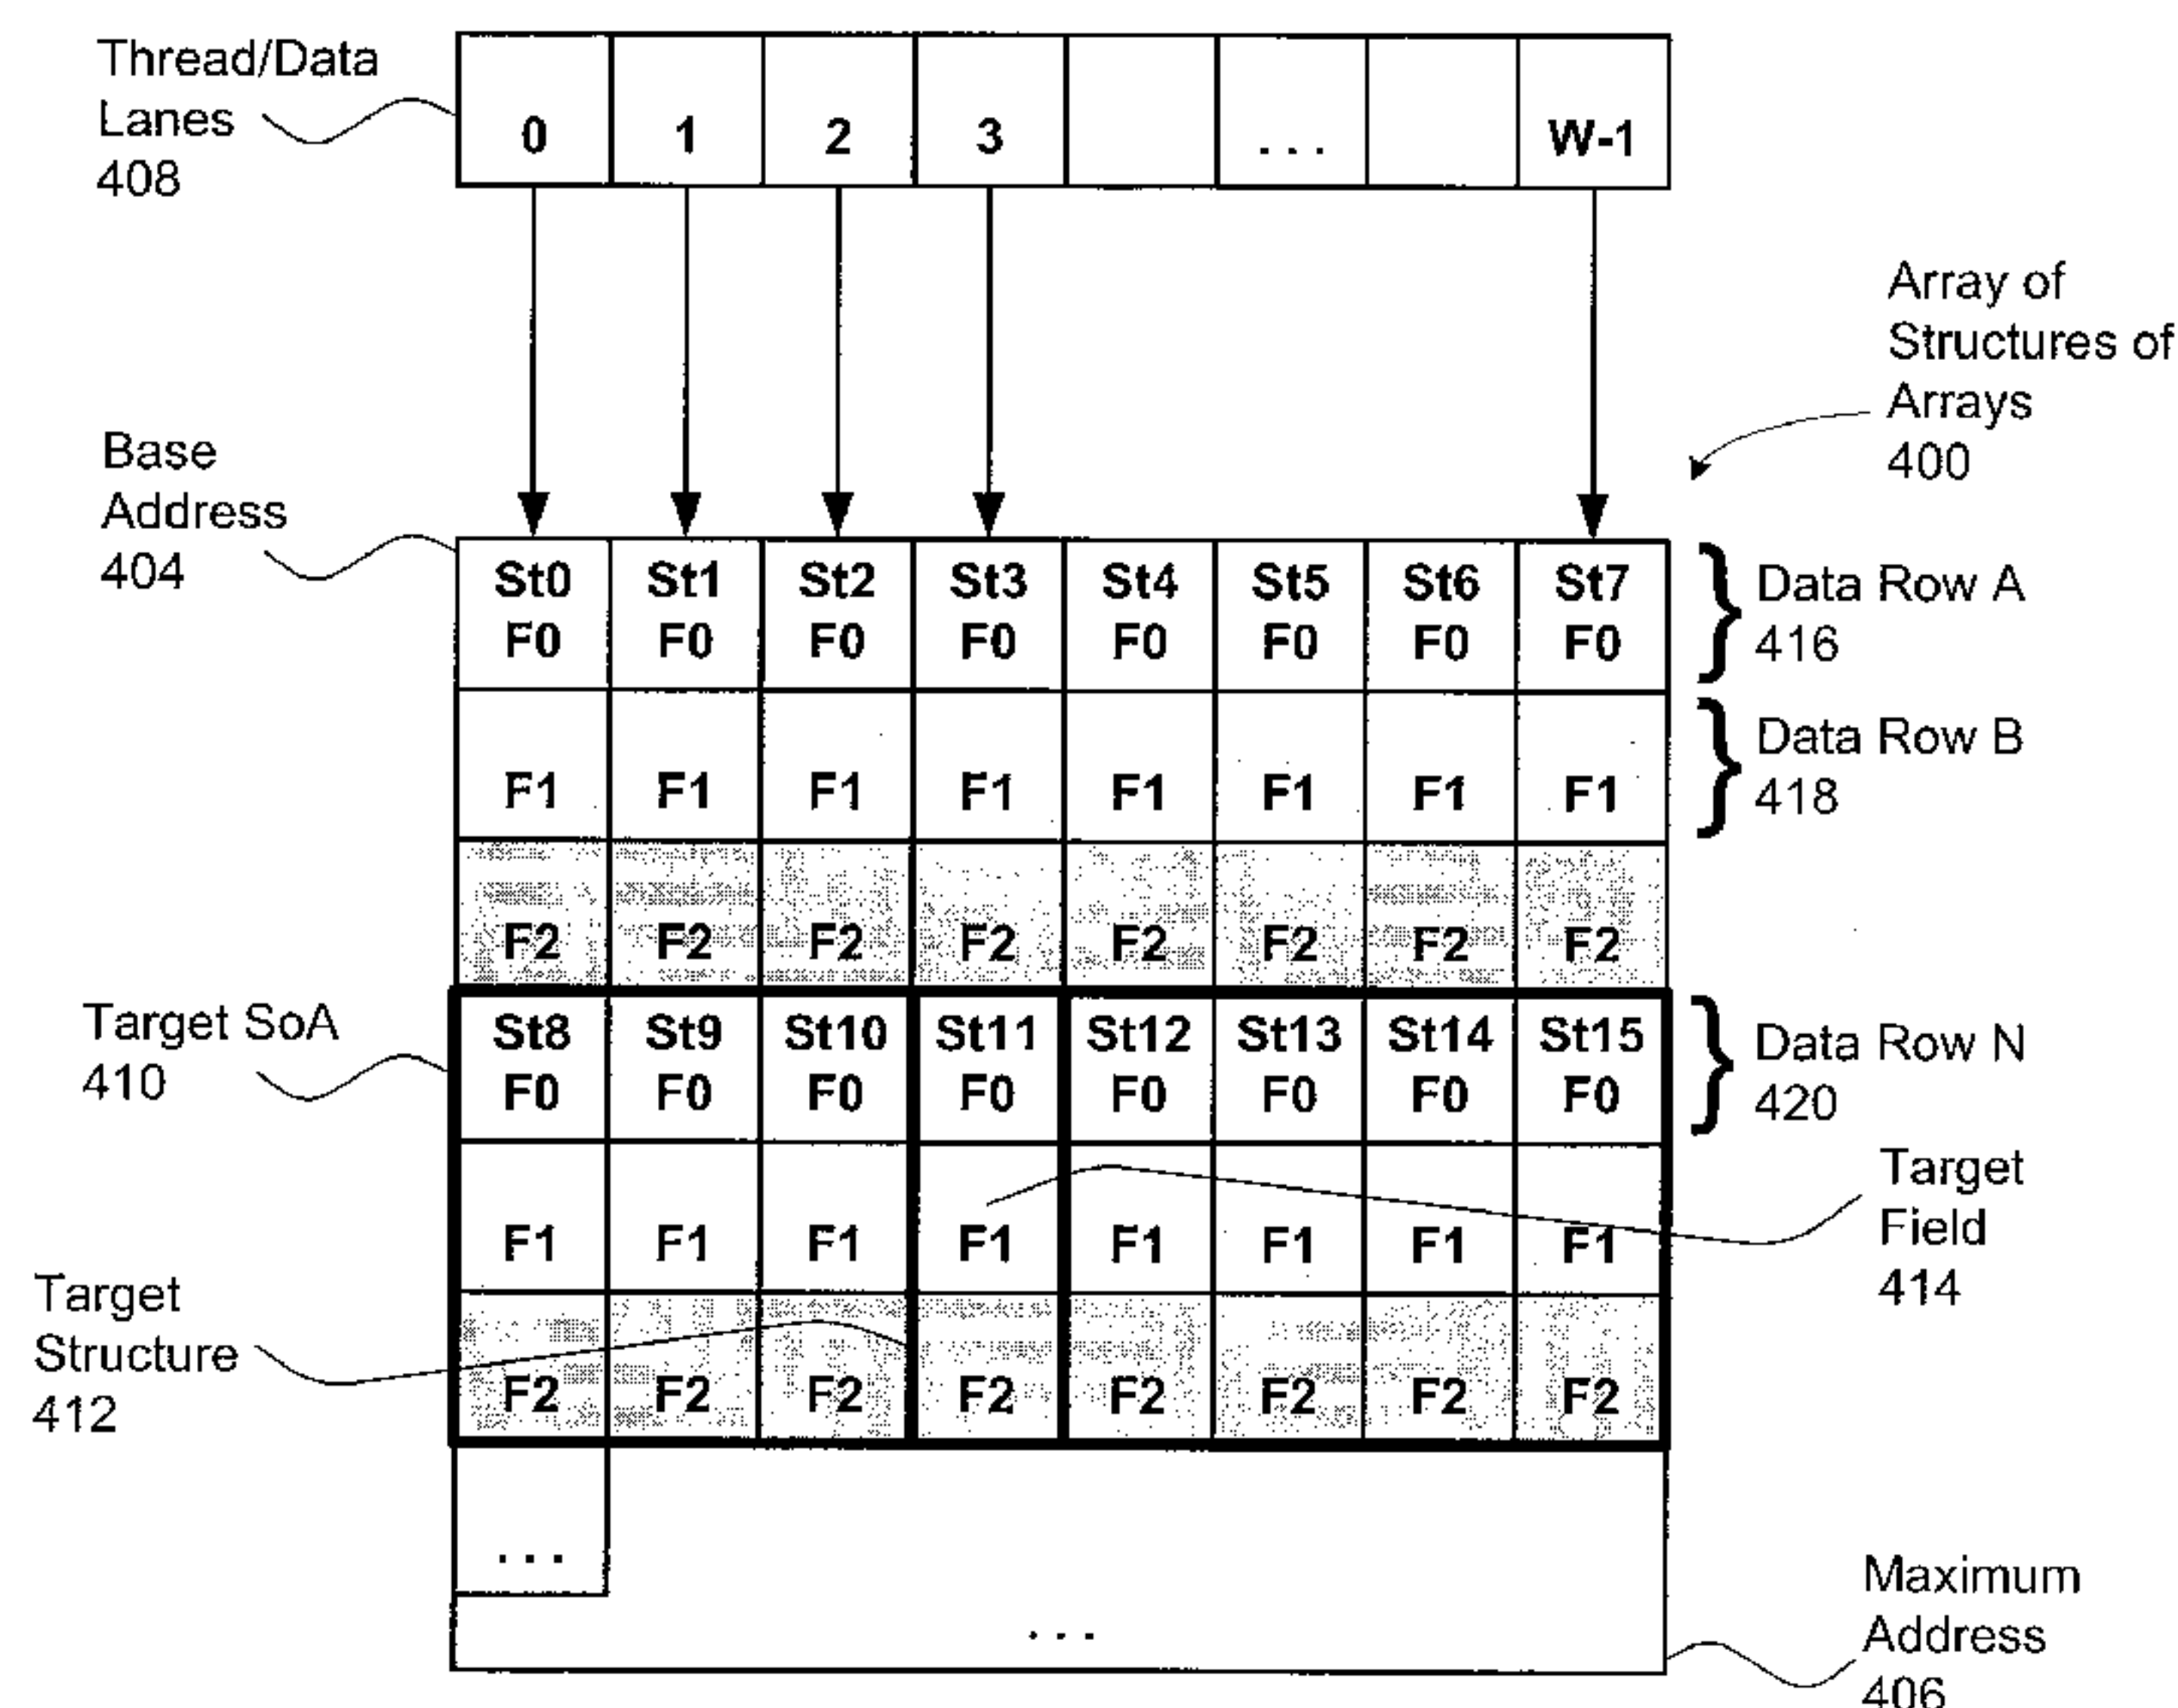 Thread/Data
Lanes
408
0 1 2 3 ... W-1
Array of
Structures of
Arrays
400
Base
Address
404
St0 St1 St2 St3 St4 St5 St6 St7
F0 F0 F0 F0 F0 F0 F0 F0
Data Row A
416
F1 F1 F1 F1 F1 F1 F1 F1
Data Row B
418
F2 F2 F2 F2 F2 F2 F2 F2
Target SoA
410
St8 St9 St10 St11 St12 St13 St14 St15
F0 F0 F0 F0 F0 F0 F0 F0
Data Row N
420
F1 F1 F1 F1 F1 F1 F1 F1
Target
Field
414
Target
Structure
412
F2 F2 F2 F2 F2 F2 F2 F2
...
...
Maximum
Address
406